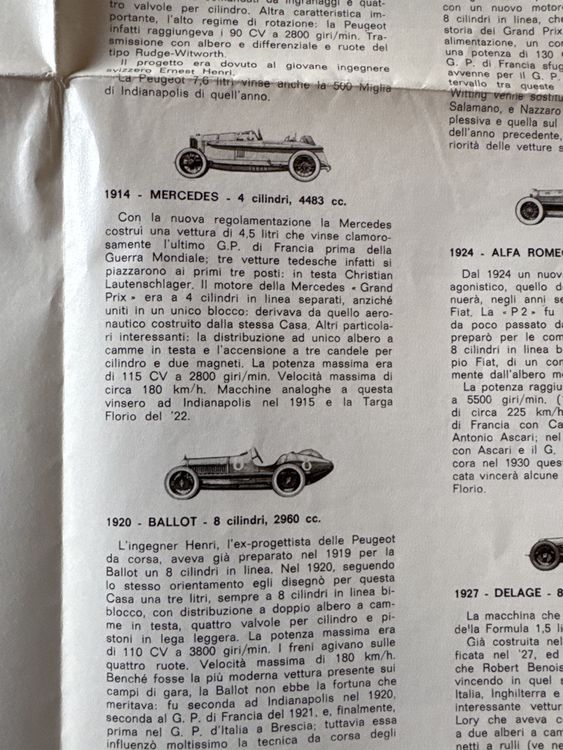 tro valvole per cilindro. Altra caratteristica im-
portante, l'alto regime di rotazione: la Peugeot
infatti raggiungeva i 90 CV a 2800 giri/min. Tra-
smissione con albero e differenziale e ruote del
tipo Rudge-Witworth.
Il progetto era dovuto al giovane ingegnere
svizzero Ernest Henri.
La Peugeot 7,6 litri vinse anche la 500 Miglia
di Indianapolis di quell'anno.
1914 - MERCEDES - 4 cilindri, 4483 cc.
Con la nuova regolamentazione la Mercedes
costruì una vettura di 4,5 litri che vinse clamoro-
samente l'ultimo G.P. di Francia prima della
Guerra Mondiale; tre vetture tedesche infatti si
piazzarono ai primi tre posti: in testa Christian
Lautenschlager. Il motore della Mercedes « Grand
Prix » era a 4 cilindri in linea separati, anziché
uniti in un unico blocco: derivava da quello aero-
nautico costruito dalla stessa Casa. Altri particola-
ri interessanti: la distribuzione ad unico albero a
camme in testa e l'accensione a tre candele per
cilindro e due magneti. La potenza massima era
di 115 CV a 2800 giri/min. Velocità massima di
circa 180 km/h. Macchine analoghe a questa
vinsero ad Indianapolis nel 1915 e la Targa
Florio del '22.
1920 - BALLOT - 8 cilindri, 2960 cc.
L'ingegner Henri, l'ex-progettista delle Peugeot
da corsa, aveva già preparato nel 1919 per la
Ballot un 8 cilindri in linea. Nel 1920, seguendo
lo stesso orientamento egli disegnò per questa
Casa una tre litri, sempre a 8 cilindri in linea bi-
blocco, con distribuzione a doppio albero a cam-
me in testa, quattro valvole per cilindro e pi-
stoni in lega leggera. La potenza massima era
di 110 CV a 3800 giri/min. I freni agivano sulle
quattro ruote. Velocità massima di 180 km/h.
Benché fosse la più moderna vettura presente sui
campi di gara, la Ballot non ebbe la fortuna che
meritava: fu seconda ad Indianapolis nel 1920,
seconda al G. P. di Francia del 1921, e, finalmente,
prima nel G. P. d'Italia a Brescia; tuttavia essa
influenzò moltissimo la tecnica da corsa degli
con un nuovo motore
8 cilindri in linea, che
storia dei Grand Prix
alimentazione, un com
una potenza di 130
G. P. di Francia sfug
avvenne per il G. P.
tervallo tra queste
Witting venne sostitu
Salamano, e Nazzaro
plessiva e quella sul
dell'anno precedente,
riorità delle vetture s
1924 - ALFA ROMEO
Dal 1924 un nuov
agonistico, quello d
nuerà, negli anni se
Fiat. La « P 2 » fu
da poco passato da
preparò per le com
8 cilindri in linea b
pio Fiat, di un com
mente dall'albero m
La potenza raggiu
a 5500 giri/min. (
di circa 225 km/h
di Francia con Ca
Antonio Ascari; nel
con Ascari e il G.
cora nel 1930 quest
cata vincerà alcune
Florio.
1927 - DELAGE - 8
La macchina che
della Formula 1,5 li
Già costruita nel
ficata nel '27, ed
che Robert Benois
vincendo in quel s
Italia, Inghilterra e
interessante vettur
Lory che aveva c
a due alberi a cam
netti a rulli (ve ne